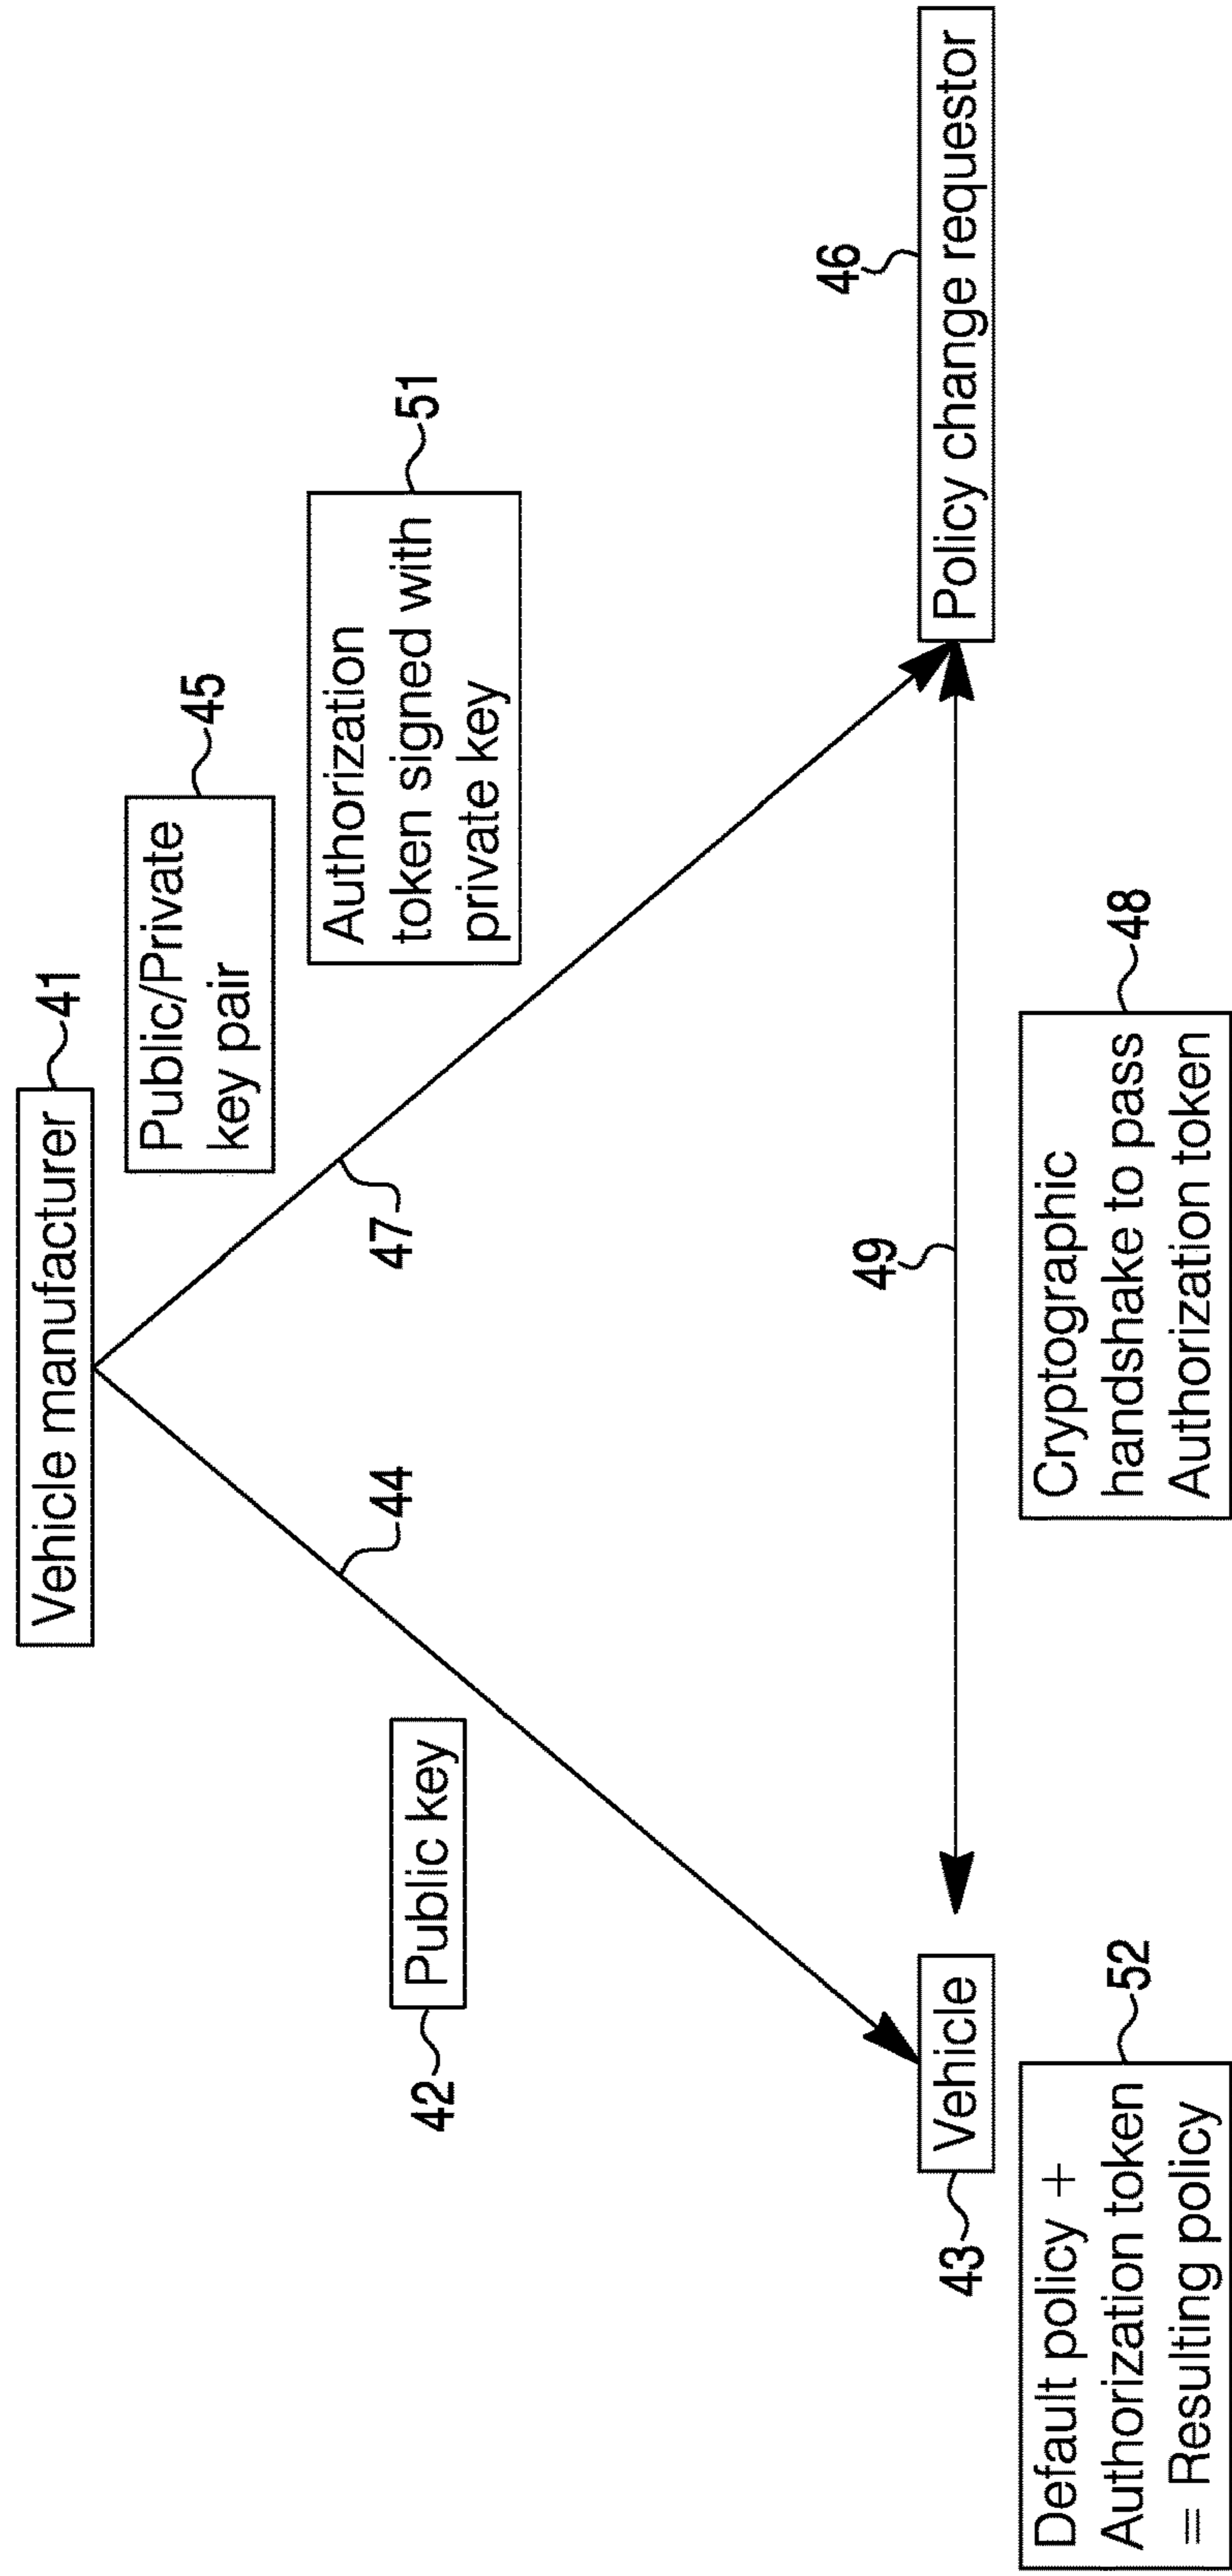 Vehicle manufacturer
41
Public/Private
key pair
45
Authorization
token signed with
private key
51
44
47
Public key
42
49
46
Vehicle
43
Policy change requestor
Default policy +
Authorization token
= Resulting policy
52
Cryptographic
handshake to pass
Authorization token
48